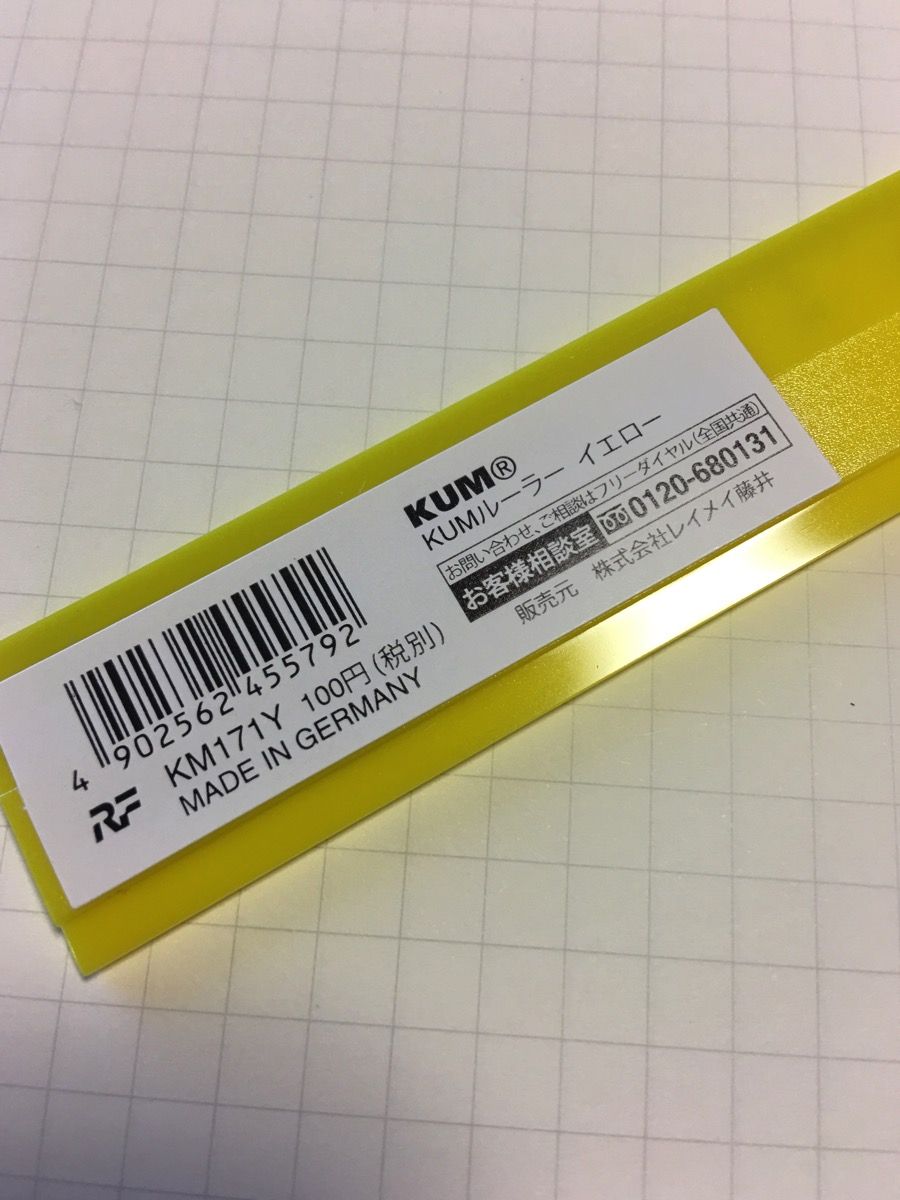 KUM®
KUMルーラー イエロー
お問い合わせ、ご相談はフリーダイヤル(全国共通)
お客様相談室 0120-680131
販売元 株式会社レイメイ藤井
4 902562 455792
KM171Y 100円(税別)
RF MADE IN GERMANY